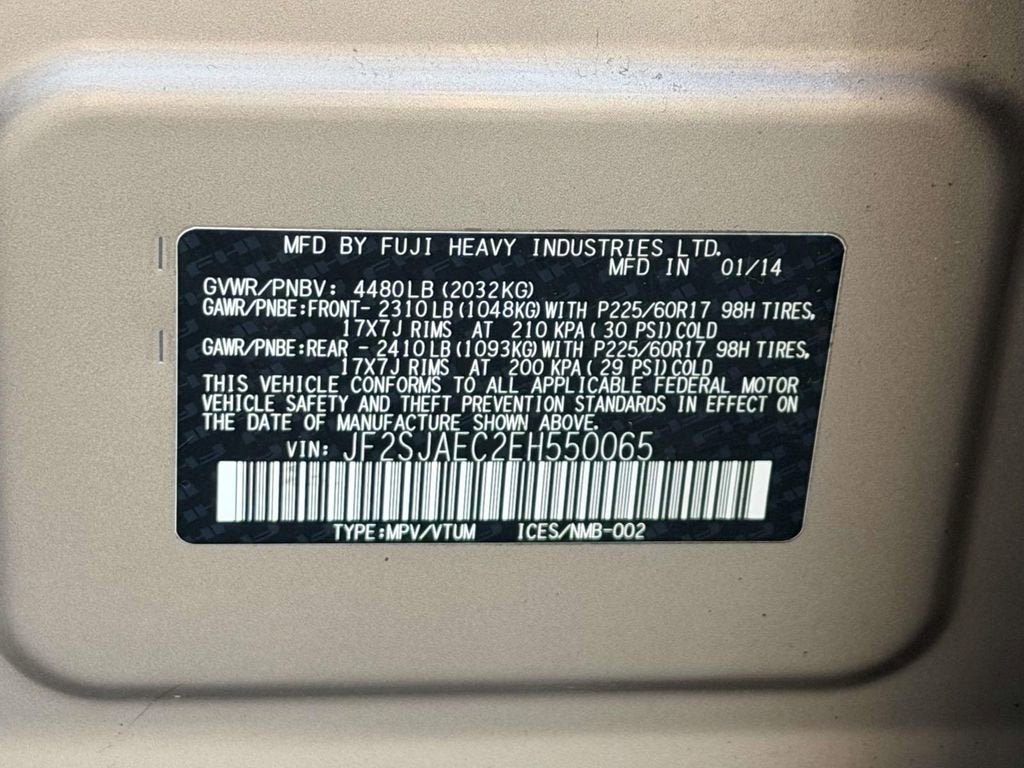 MFD BY FUJI HEAVY INDUSTRIES LTD.
MFD IN 01/14
GVWR/PNBV: 4480LB(2032KG)
GAWR/PNBE:FRONT- 2310LB(1048KG)WITH P225/60R17 98H TIRES,
17X7J RIMS AT 210 KPA( 30 PSI)COLD
GAWR/PNBE:REAR - 2410LB(1093KG)WITH P225/60R17 98H TIRES,
17X7J RIMS AT 200 KPA( 29 PSI)COLD
THIS VEHICLE CONFORMS TO ALL APPLICABLE FEDERAL MOTOR
VEHICLE SAFETY AND THEFT PREVENTION STANDARDS IN EFFECT ON
THE DATE OF MANUFACTURE SHOWN ABOVE.
VIN: JF2SJAEC2EH550065
TYPE:MPV/VTUM ICES/NMB-002